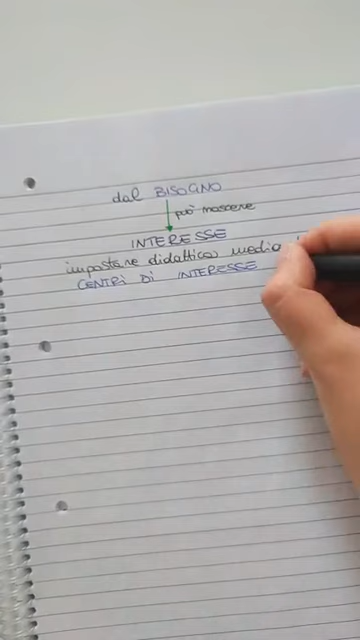 dal BISOGNO
può nascere
INTERESSE
impostare didattica media
CENTRI DI INTERESSE